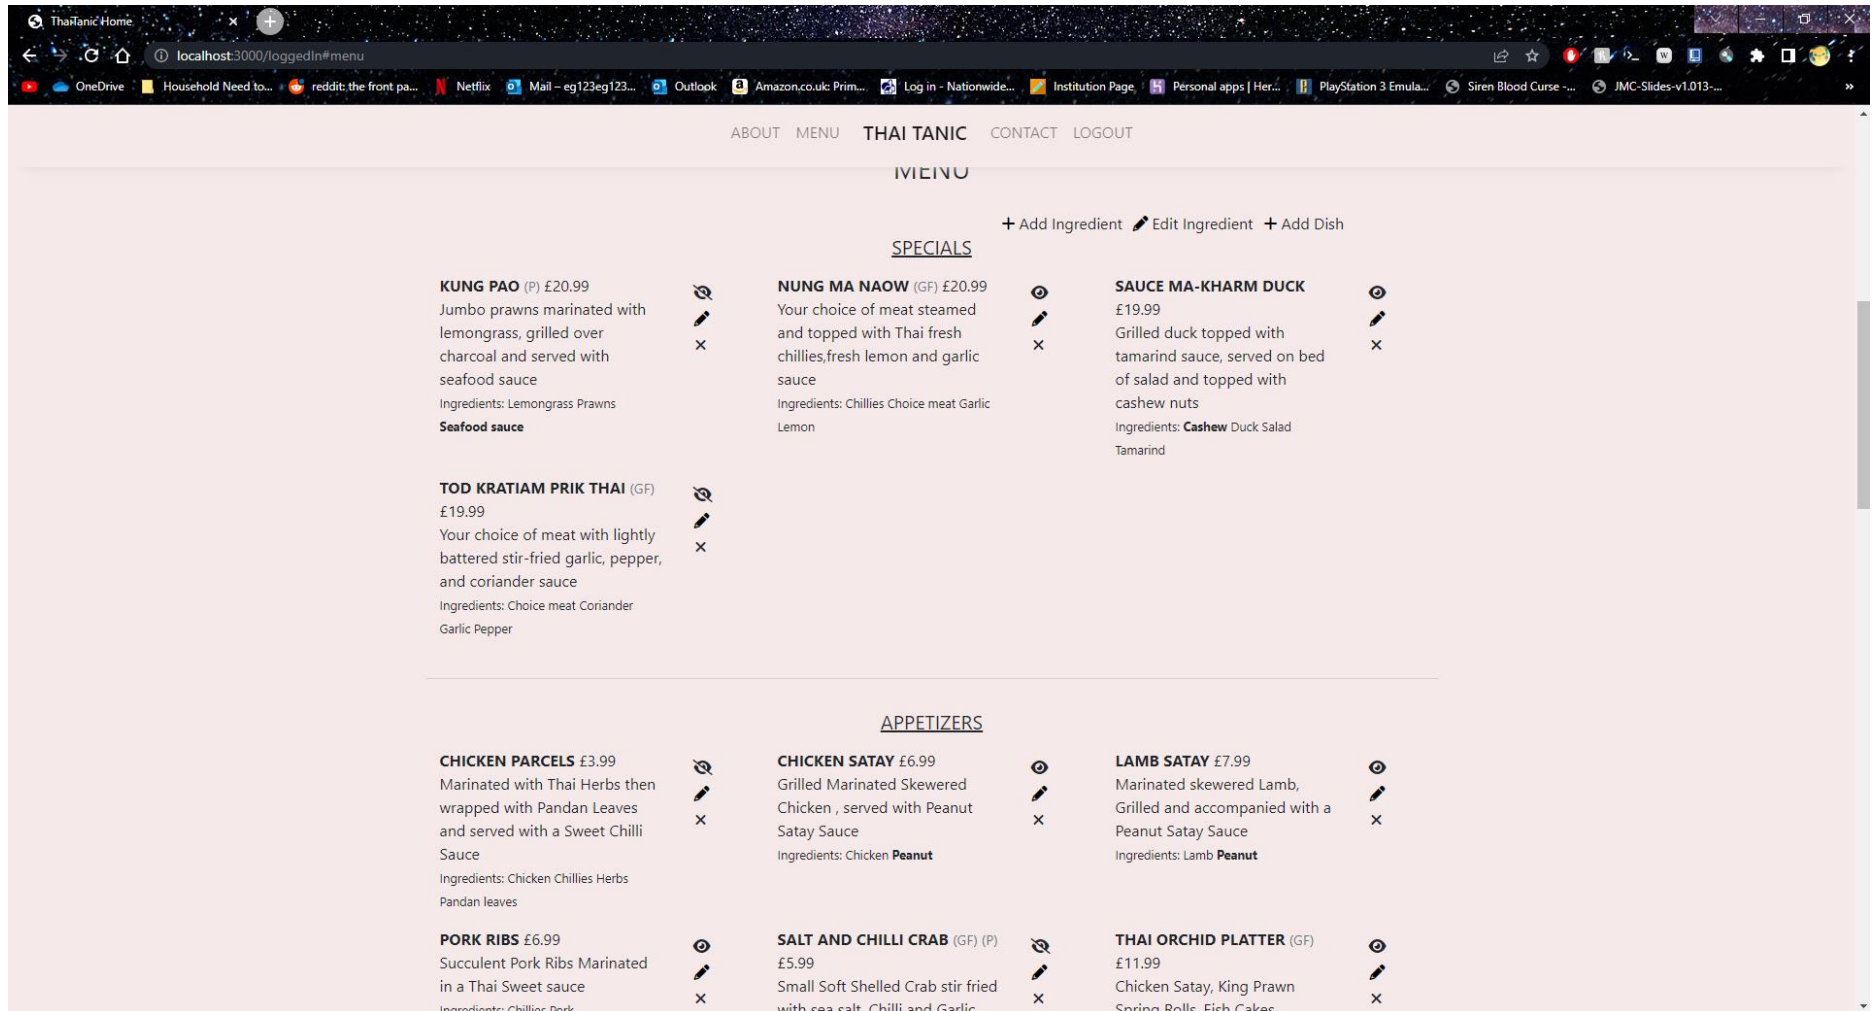 ThaiTanic Home
localhost:3000/loggedIn#menu
OneDrive Household Need to... reddit: the front pa... Netflix Mail – eg123eg123... Outlook Amazon.co.uk: Prim... Log in - Nationwide... Institution Page Personal apps | Her... PlayStation 3 Emula... Siren Blood Curse -... JMC-Slides-v1.013-... »
ABOUT MENU THAI TANIC CONTACT LOGOUT
MENU
Add Ingredient Edit Ingredient Add Dish
SPECIALS
KUNG PAO (P) £20.99
Jumbo prawns marinated with
lemongrass, grilled over
charcoal and served with
seafood sauce
Ingredients: Lemongrass Prawns
Seafood sauce
NUNG MA NAOW (GF) £20.99
Your choice of meat steamed
and topped with Thai fresh
chillies,fresh lemon and garlic
sauce
Ingredients: Chillies Choice meat Garlic
Lemon
SAUCE MA-KHARM DUCK
£19.99
Grilled duck topped with
tamarind sauce, served on bed
of salad and topped with
cashew nuts
Ingredients: Cashew Duck Salad
Tamarind
TOD KRATIAM PRIK THAI (GF)
£19.99
Your choice of meat with lightly
battered stir-fried garlic, pepper,
and coriander sauce
Ingredients: Choice meat Coriander
Garlic Pepper
APPETIZERS
CHICKEN PARCELS £3.99
Marinated with Thai Herbs then
wrapped with Pandan Leaves
and served with a Sweet Chilli
Sauce
Ingredients: Chicken Chillies Herbs
Pandan leaves
CHICKEN SATAY £6.99
Grilled Marinated Skewered
Chicken , served with Peanut
Satay Sauce
Ingredients: Chicken Peanut
LAMB SATAY £7.99
Marinated skewered Lamb,
Grilled and accompanied with a
Peanut Satay Sauce
Ingredients: Lamb Peanut
PORK RIBS £6.99
Succulent Pork Ribs Marinated
in a Thai Sweet sauce
Ingredients: Chillies Pork
SALT AND CHILLI CRAB (GF) (P)
£5.99
Small Soft Shelled Crab stir fried
with sea salt, Chilli and Garlic
THAI ORCHID PLATTER (GF)
£11.99
Chicken Satay, King Prawn
Spring Rolls, Fish Cakes